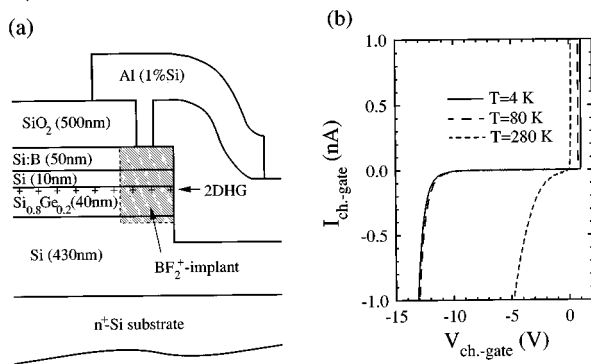 (a)
Al (1%Si)
SiO₂ (500nm)
Si:B (50nm)
Si (10nm)
2DHG
Si₀.₈Ge₀.₂ (40nm)
Si (430nm)
BF₂⁺-implant
n⁺-Si substrate
(b)
1.0
0.5
0.0
-0.5
-1.0
I_ch.-gate (nA)
T=4 K
T=80 K
T=280 K
-15
-10
-5
0
V_ch.-gate (V)